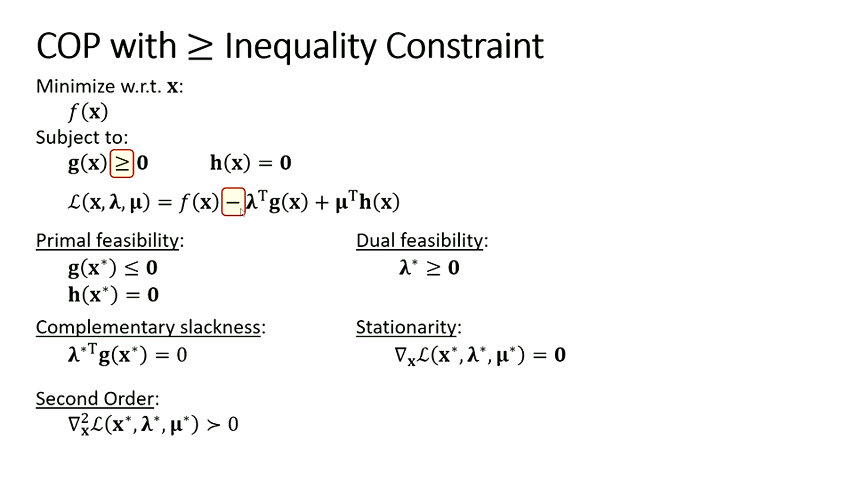 COP with ≥ Inequality Constraint
Minimize w.r.t. 𝐱:
f(𝐱)
Subject to:
𝐠(𝐱) ≥ 𝟎 𝐡(𝐱) = 𝟎
ℒ(𝐱, 𝛌, 𝛍) = f(𝐱) − 𝛌ᵀ𝐠(𝐱) + 𝛍ᵀ𝐡(𝐱)
Primal feasibility:
𝐠(𝐱*) ≤ 𝟎
𝐡(𝐱*) = 𝟎
Dual feasibility:
𝛌* ≥ 𝟎
Complementary slackness:
𝛌*ᵀ𝐠(𝐱*) = 0
Stationarity:
∇𝐱ℒ(𝐱*, 𝛌*, 𝛍*) = 𝟎
Second Order:
∇²𝐱ℒ(𝐱*, 𝛌*, 𝛍*) ≻ 0